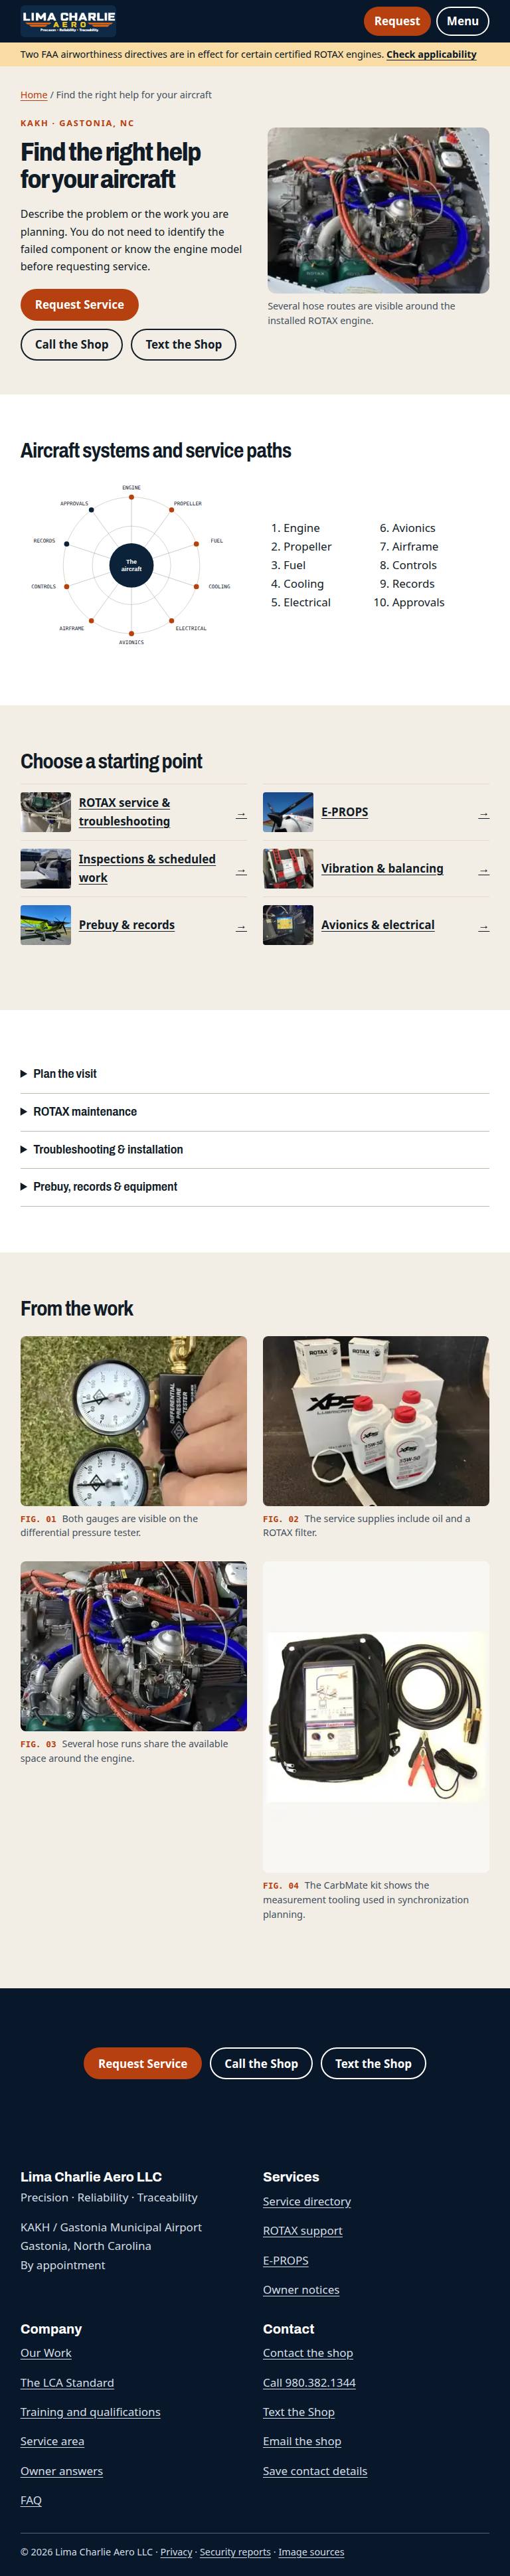 LIMA CHARLIE
AERO
Precision · Reliability · Traceability
Request
Menu
Two FAA airworthiness directives are in effect for certain certified ROTAX engines. Check applicability
Home / Find the right help for your aircraft
KAKH · GASTONIA, NC
Find the right help
for your aircraft
Describe the problem or the work you are
planning. You do not need to identify the
failed component or know the engine model
before requesting service.
Request Service
Call the Shop
Text the Shop
Several hose routes are visible around the
installed ROTAX engine.
Aircraft systems and service paths
ENGINE
PROPELLER
FUEL
COOLING
ELECTRICAL
AVIONICS
AIRFRAME
CONTROLS
RECORDS
APPROVALS
The
aircraft
1. Engine
2. Propeller
3. Fuel
4. Cooling
5. Electrical
6. Avionics
7. Airframe
8. Controls
9. Records
10. Approvals
Choose a starting point
ROTAX service &
troubleshooting
→
E-PROPS
→
Inspections & scheduled
work
→
Vibration & balancing
→
Prebuy & records
→
Avionics & electrical
→
Plan the visit
ROTAX maintenance
Troubleshooting & installation
Prebuy, records & equipment
From the work
DIFFERENTIAL
PRESSURE
TESTER
ROTAX
ROTAX
XPS
XPS
XPS
FIG. 01 Both gauges are visible on the
differential pressure tester.
FIG. 02 The service supplies include oil and a
ROTAX filter.
FIG. 03 Several hose runs share the available
space around the engine.
FIG. 04 The CarbMate kit shows the
measurement tooling used in synchronization
planning.
Request Service
Call the Shop
Text the Shop
Lima Charlie Aero LLC
Precision · Reliability · Traceability
KAKH / Gastonia Municipal Airport
Gastonia, North Carolina
By appointment
Services
Service directory
ROTAX support
E-PROPS
Owner notices
Company
Our Work
The LCA Standard
Training and qualifications
Service area
Owner answers
FAQ
Contact
Contact the shop
Call 980.382.1344
Text the Shop
Email the shop
Save contact details
© 2026 Lima Charlie Aero LLC · Privacy · Security reports · Image sources